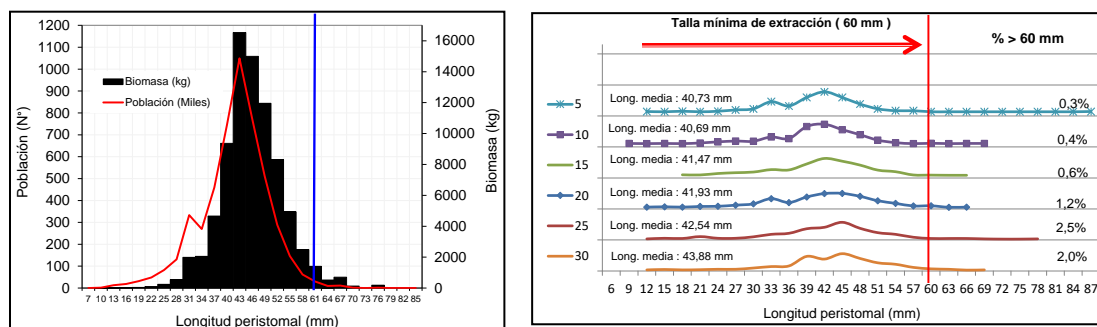 1200
1100
1000
900
800
700
600
500
400
300
200
100
0
Población (N°)
Biomasa (kg)
Población (Miles)
16000
14000
12000
10000
8000
6000
4000
2000
0
Biomasa (kg)
7 10 13 16 19 22 25 28 31 34 37 40 43 46 49 52 55 58 61 64 67 70 73 76 79 82 85
Longitud peristomal (mm)
Talla mínima de extracción ( 60 mm )
% > 60 mm
5 Long. media : 40,73 mm 0,3%
10 Long. media : 40,69 mm 0,4%
15 Long. media : 41,47 mm 0,6%
20 Long. media : 41,93 mm 1,2%
25 Long. media : 42,54 mm 2,5%
30 Long. media : 43,88 mm 2,0%
6 9 12 15 18 21 24 27 30 33 36 39 42 45 48 51 54 57 60 63 66 69 72 75 78 81 84 87
Longitud peristomal (mm)